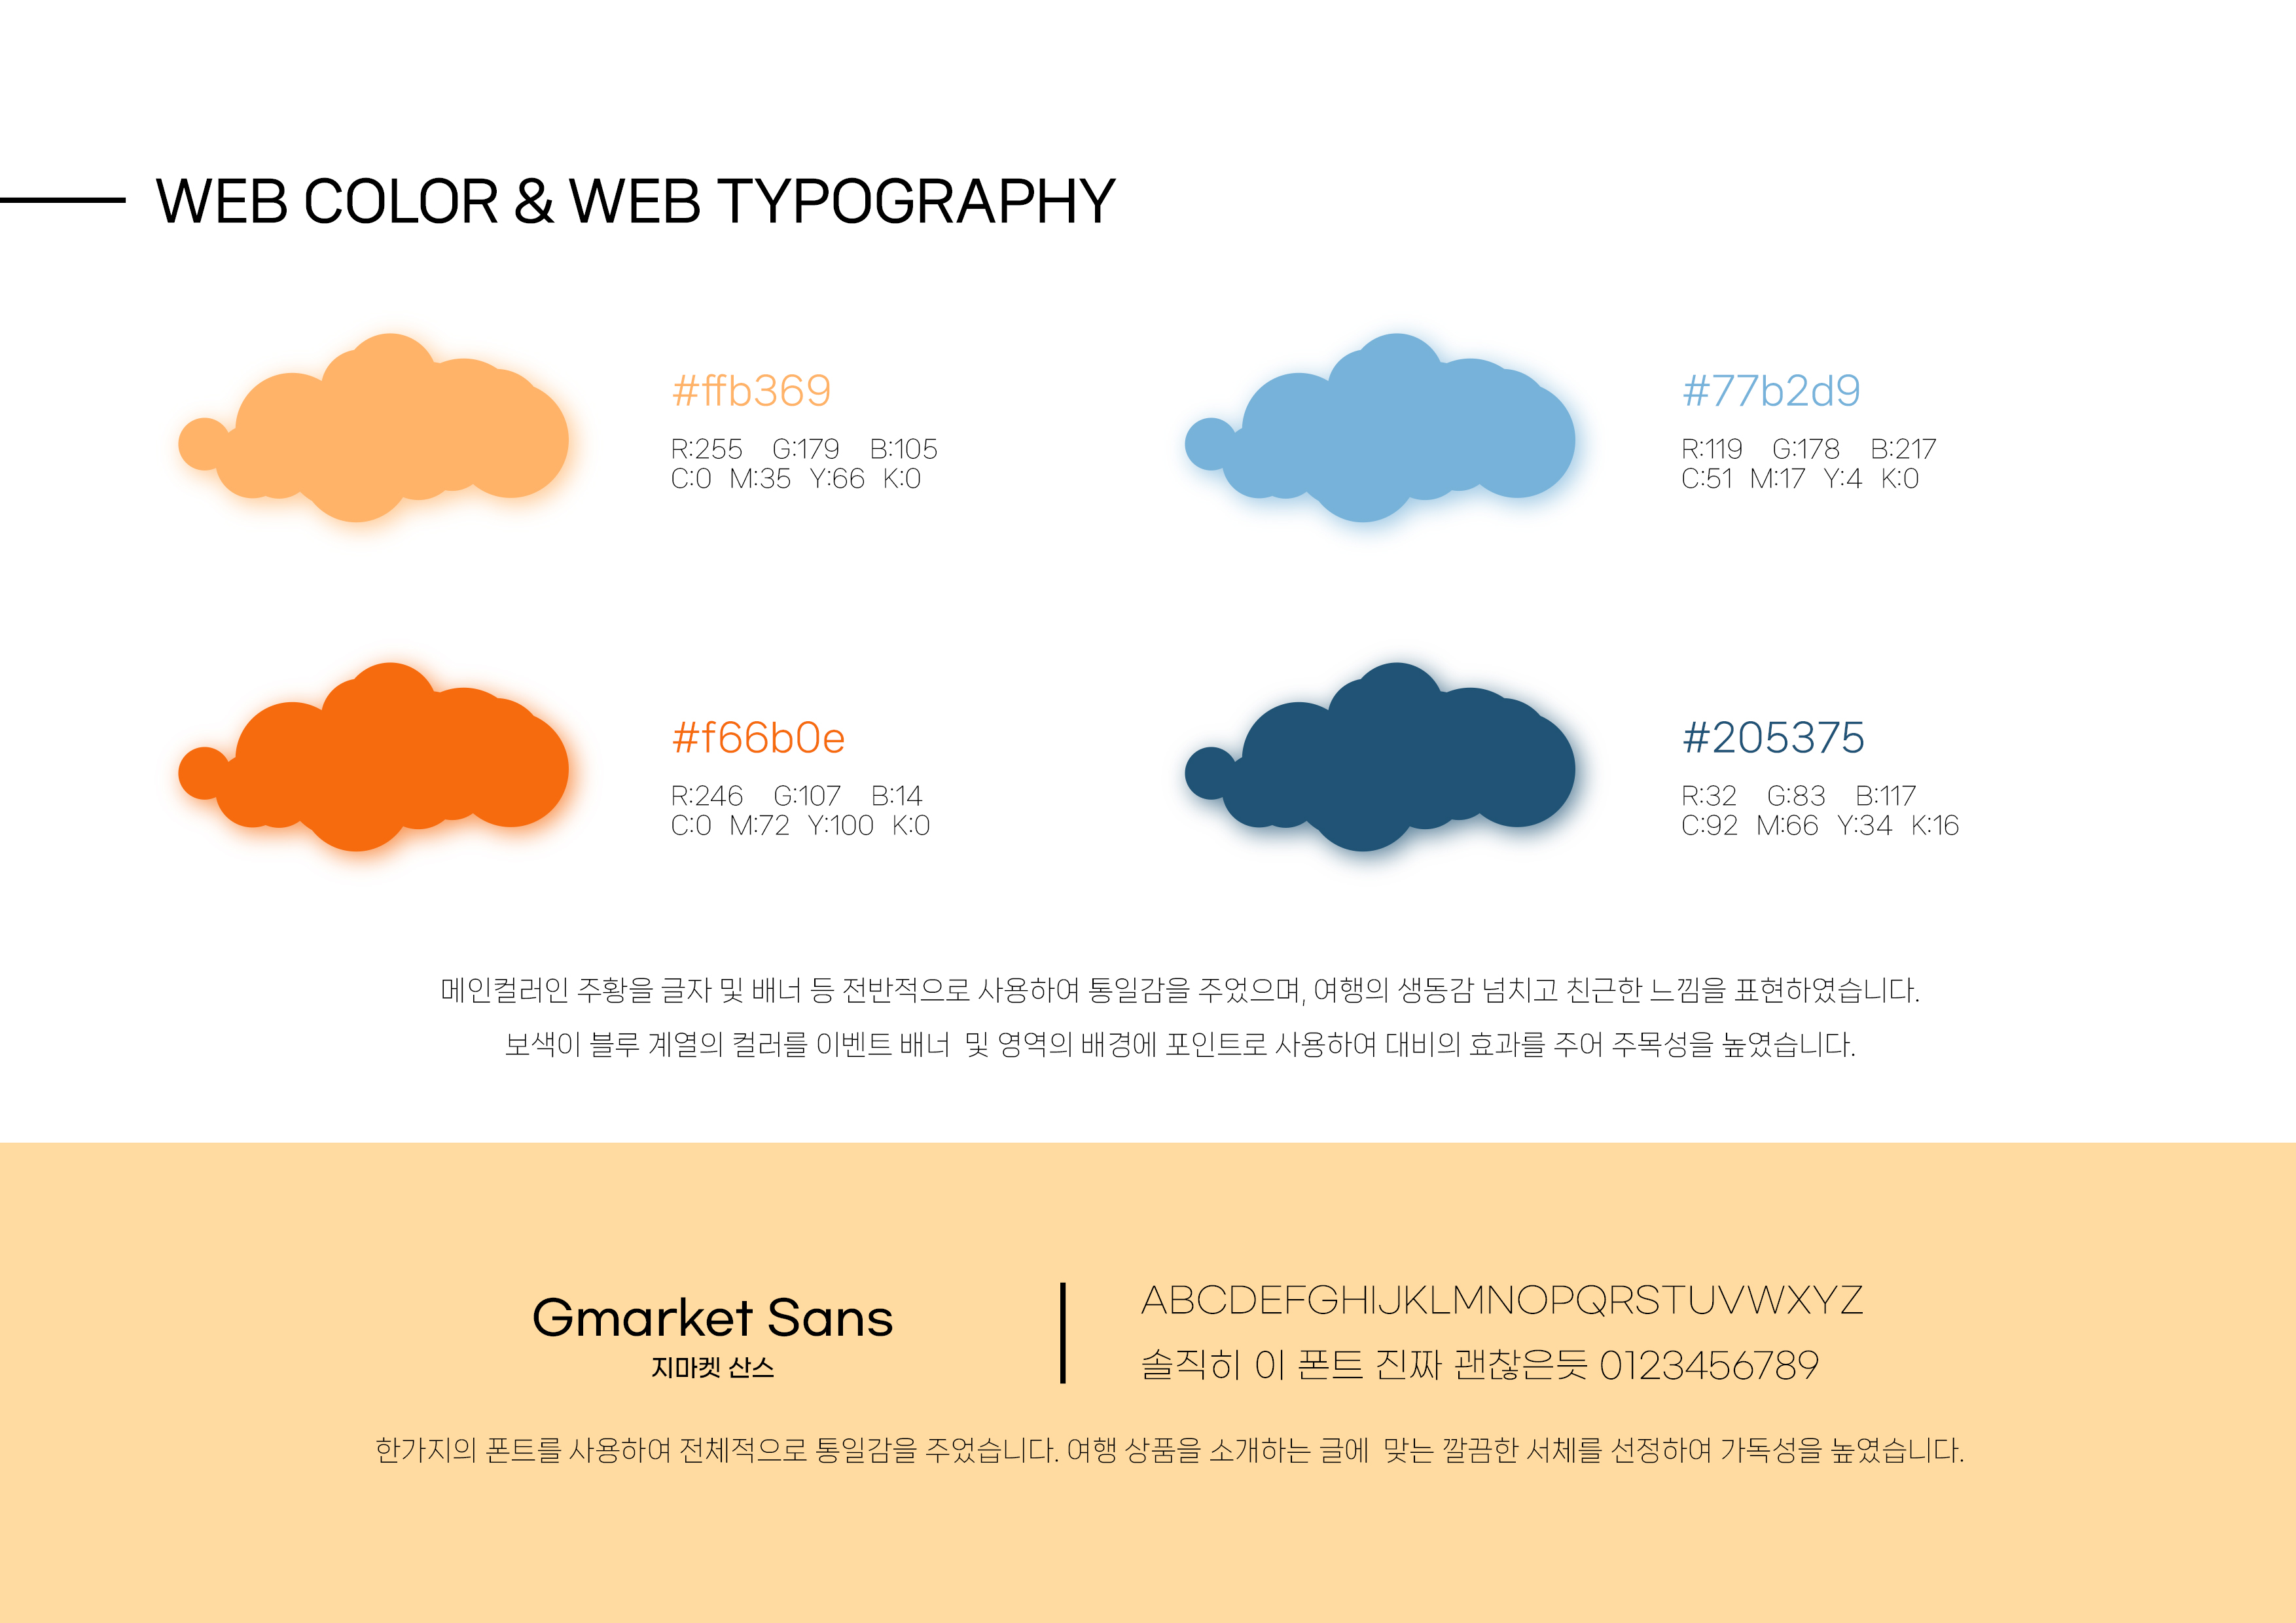 WEB COLOR & WEB TYPOGRAPHY
#ffb369
R:255 G:179 B:105
C:0 M:35 Y:66 K:0
#77b2d9
R:119 G:178 B:217
C:51 M:17 Y:4 K:0
#f66b0e
R:246 G:107 B:14
C:0 M:72 Y:100 K:0
#205375
R:32 G:83 B:117
C:92 M:66 Y:34 K:16
메인컬러인 주황을 글자 및 배너 등 전반적으로 사용하여 통일감을 주었으며, 여행의 생동감 넘치고 친근한 느낌을 표현하였습니다.
보색이 블루 계열의 컬러를 이벤트 배너 및 영역의 배경에 포인트로 사용하여 대비의 효과를 주어 주목성을 높였습니다.
Gmarket Sans
지마켓 산스
ABCDEFGHIJKLMNOPQRSTUVWXYZ
솔직히 이 폰트 진짜 괜찮은듯 0123456789
한가지의 폰트를 사용하여 전체적으로 통일감을 주었습니다. 여행 상품을 소개하는 글에 맞는 깔끔한 서체를 선정하여 가독성을 높였습니다.